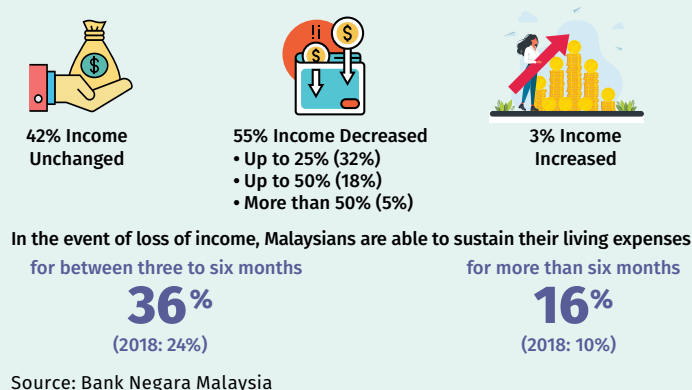 42% Income
Unchanged
55% Income Decreased
• Up to 25% (32%)
• Up to 50% (18%)
• More than 50% (5%)
3% Income
Increased
In the event of loss of income, Malaysians are able to sustain their living expenses
for between three to six months
36%
(2018: 24%)
for more than six months
16%
(2018: 10%)
Source: Bank Negara Malaysia